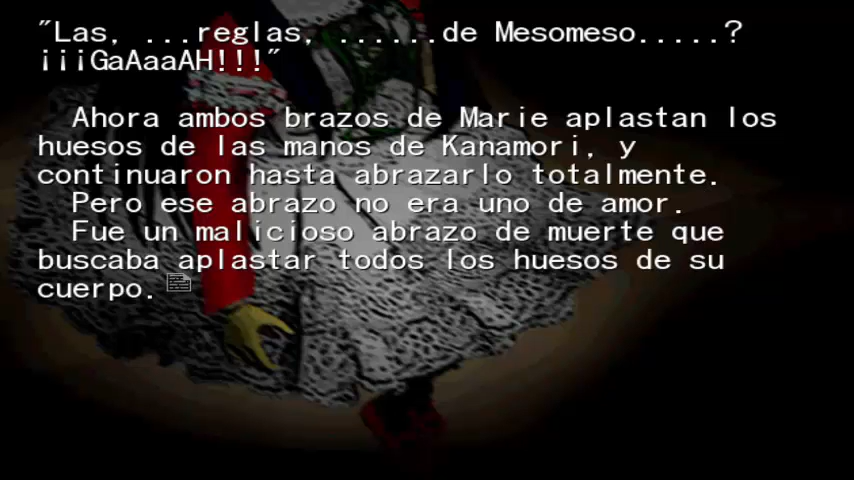 "Las, ...reglas, ......de Mesomeso.....?
¡¡¡GaAaaAH!!!"
Ahora ambos brazos de Marie aplastan los
huesos de las manos de Kanamori, y
continuaron hasta abrazarlo totalmente.
Pero ese abrazo no era uno de amor.
Fue un malicioso abrazo de muerte que
buscaba aplastar todos los huesos de su
cuerpo.